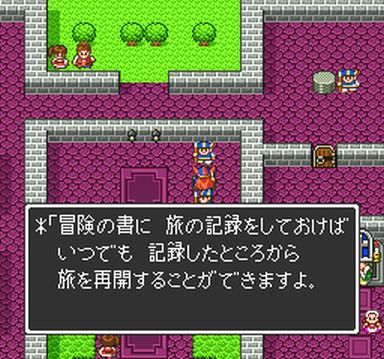 *「冒険の書に 旅の記録をしておけば
いつでも 記録したところから
旅を再開することができますよ。